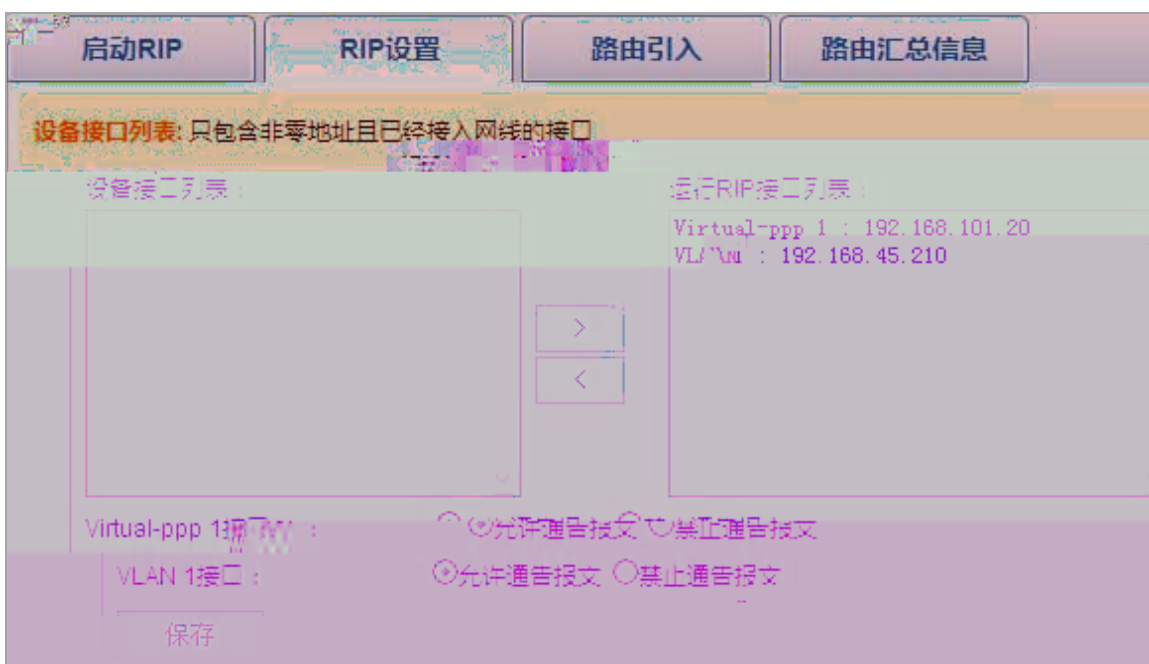 启动RIP
RIP设置
路由引入
路由汇总信息
设备接口列表: 只包含非零地址且已经接入网线的接口
设备接口列表：
运行RIP接口列表：
Virtual-ppp 1 : 192.168.101.20
: 192.168.45.210
>
<
Virtual-ppp 1接口 ： 允许通告报文 禁止通告报文
VLAN 1接口： 允许通告报文 禁止通告报文
保存